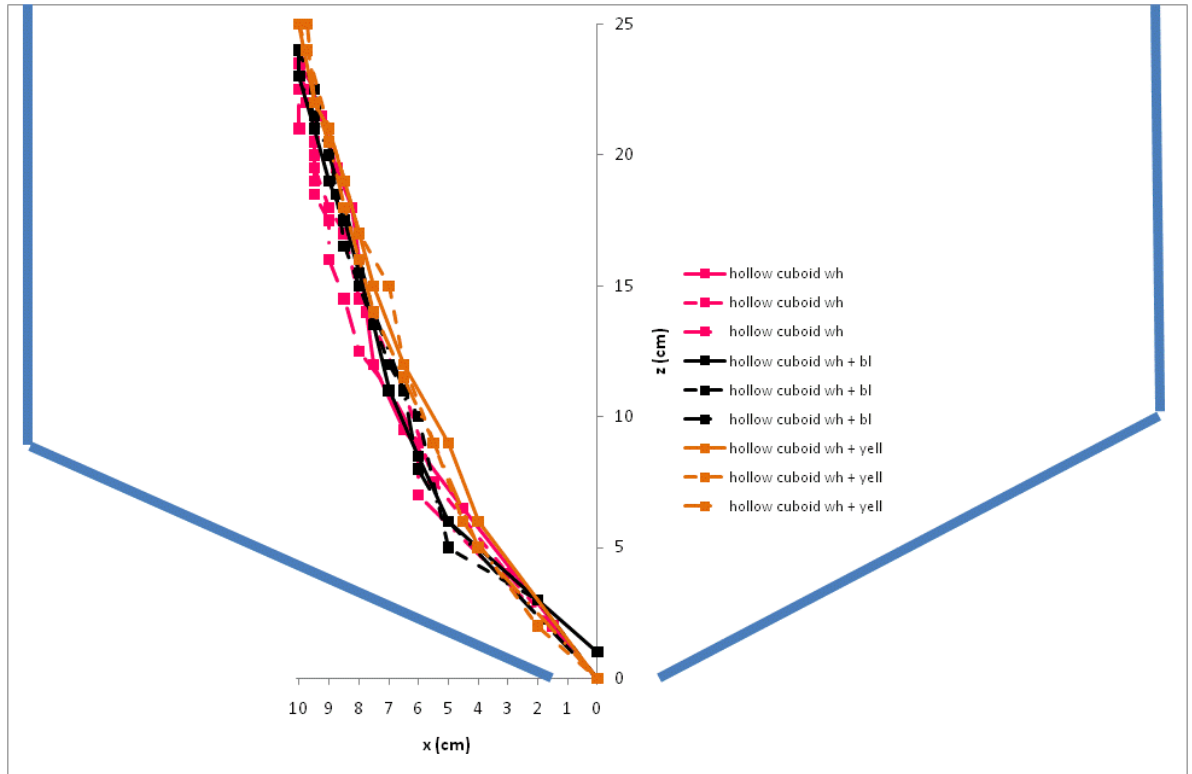 25
20
15
10
5
0
hollow cuboid wh
hollow cuboid wh
hollow cuboid wh
hollow cuboid wh + bl
hollow cuboid wh + bl
hollow cuboid wh + bl
hollow cuboid wh + yell
hollow cuboid wh + yell
hollow cuboid wh + yell
z (cm)
10 9 8 7 6 5 4 3 2 1 0
x (cm)